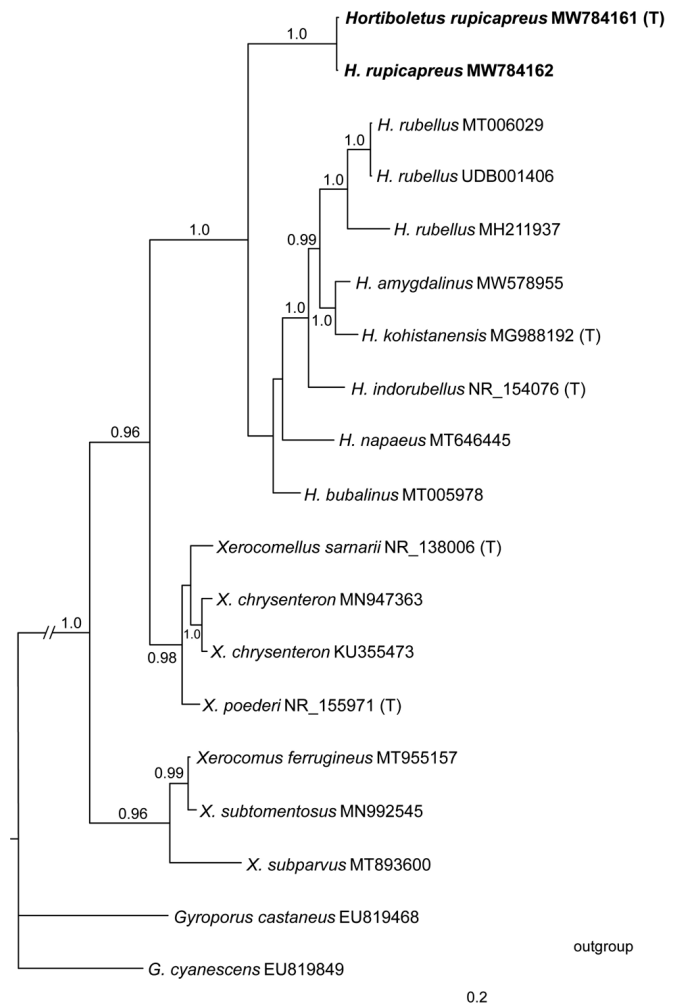 Hortiboletus rupicapreus MW784161 (T)
1.0
H. rupicapreus MW784162
H. rubellus MT006029
1.0
H. rubellus UDB001406
1.0
H. rubellus MH211937
1.0
0.99
H. amygdalinus MW578955
1.0
1.0
H. kohistanensis MG988192 (T)
H. indorubellus NR_154076 (T)
H. napaeus MT646445
0.96
H. bubalinus MT005978
Xerocomellus sarnarii NR_138006 (T)
X. chrysenteron MN947363
1.0
1.0
X. chrysenteron KU355473
0.98
X. poederi NR_155971 (T)
Xerocomus ferrugineus MT955157
0.99
X. subtomentosus MN992545
0.96
X. subparvus MT893600
Gyroporus castaneus EU819468
outgroup
G. cyanescens EU819849
0.2